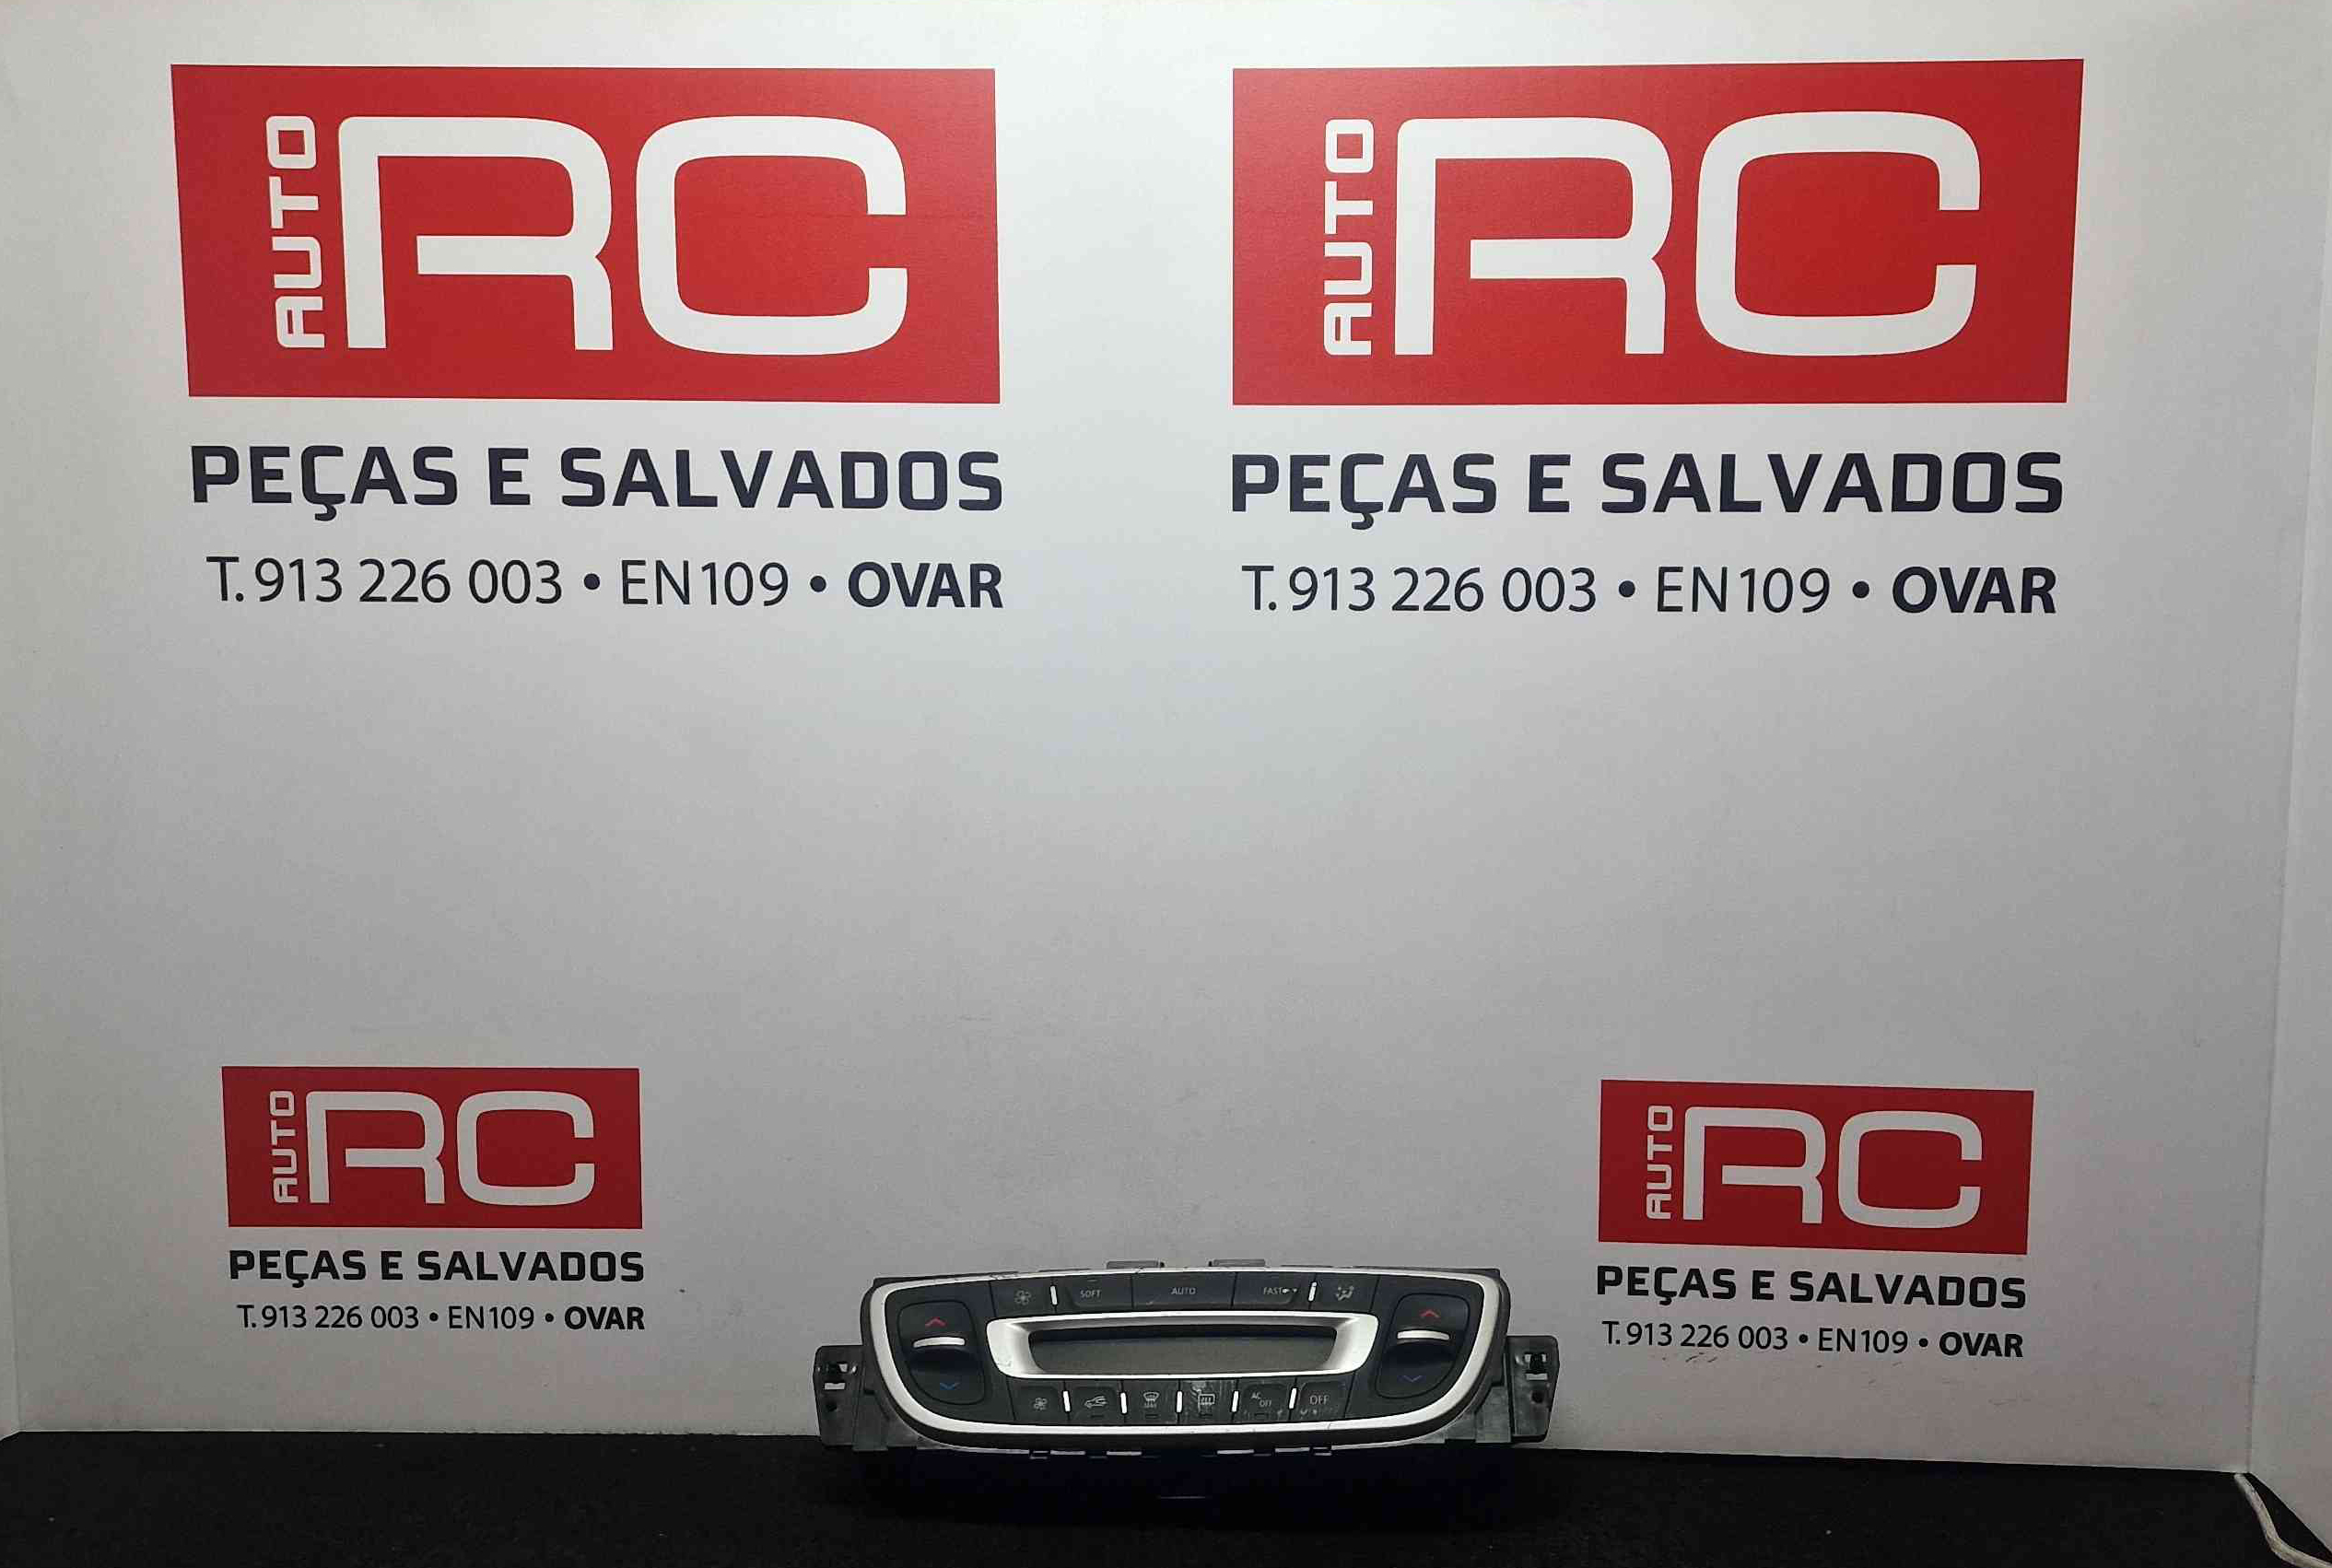 AUTO RC
PEÇAS E SALVADOS
T. 913 226 003 • EN109 • OVAR
AUTO RC
PEÇAS E SALVADOS
T. 913 226 003 • EN109 • OVAR
AUTO RC
PEÇAS E SALVADOS
T. 913 226 003 • EN109 • OVAR
AUTO RC
PEÇAS E SALVADOS
T. 913 226 003 • EN109 • OVAR
SOFT AUTO FAST
AC OFF OFF